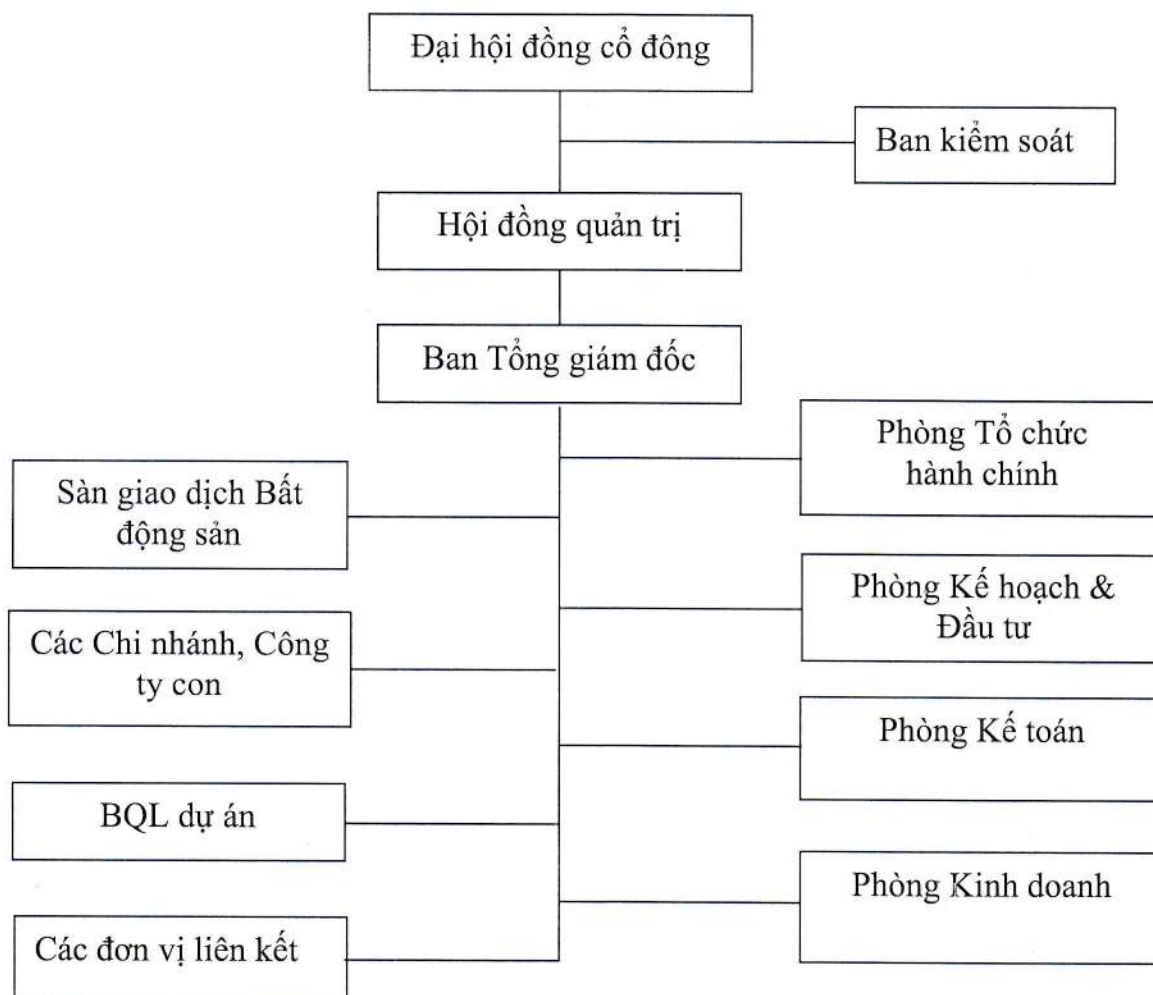 Đại hội đồng cổ đông
Ban kiểm soát
Hội đồng quản trị
Ban Tổng giám đốc
Phòng Tổ chức
hành chính
Sàn giao dịch Bất
động sản
Phòng Kế hoạch &
Đầu tư
Các Chi nhánh, Công
ty con
Phòng Kế toán
BQL dự án
Phòng Kinh doanh
Các đơn vị liên kết